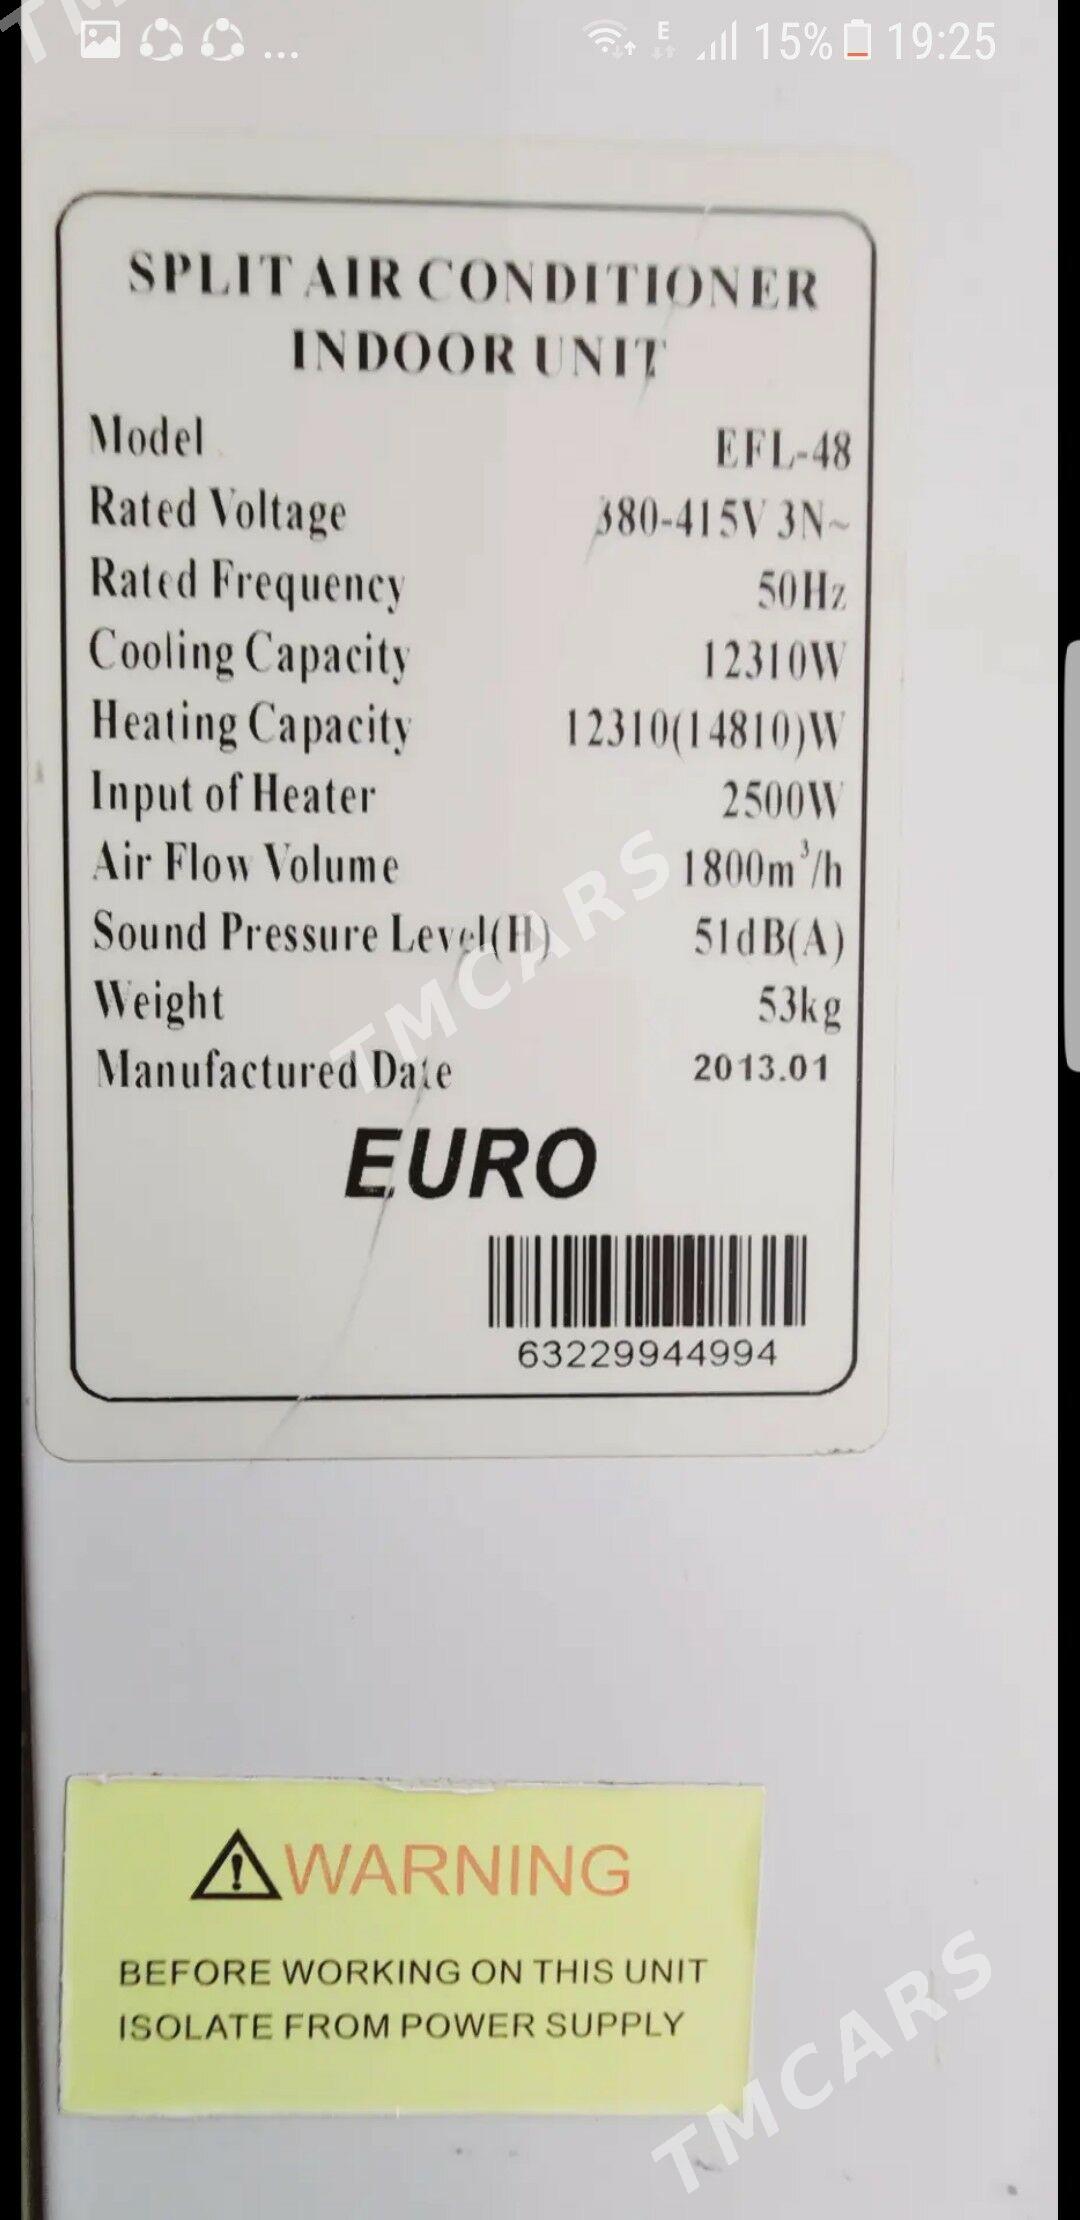 ... E 15% 19:25
SPLIT AIR CONDITIONER
INDOOR UNIT
Model EFL-48
Rated Voltage 380-415V 3N~
Rated Frequency 50Hz
Cooling Capacity 12310W
Heating Capacity 12310(14810)W
Input of Heater 2500W
Air Flow Volume 1800m³/h
Sound Pressure Level(H) 51dB(A)
Weight 53kg
Manufactured Date 2013.01
EURO
63229944994
WARNING
BEFORE WORKING ON THIS UNIT
ISOLATE FROM POWER SUPPLY
TMCARS
TMCARS